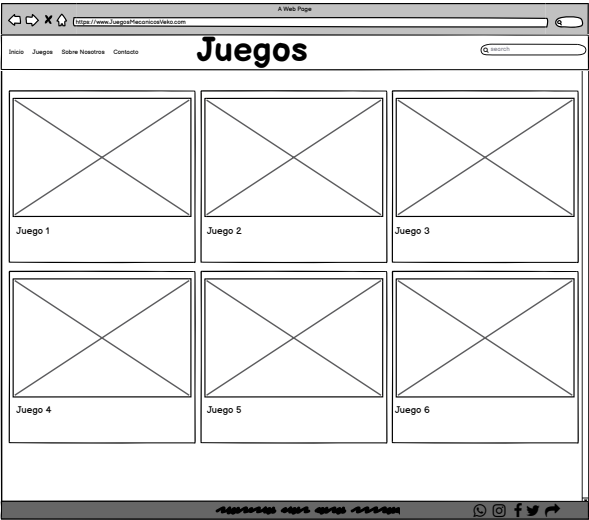 A Web Page
https://www.JuegosMecanicosVeko.com
Inicio Juegos Sobre Nosotros Contacto
Juegos
search
Juego 1
Juego 2
Juego 3
Juego 4
Juego 5
Juego 6